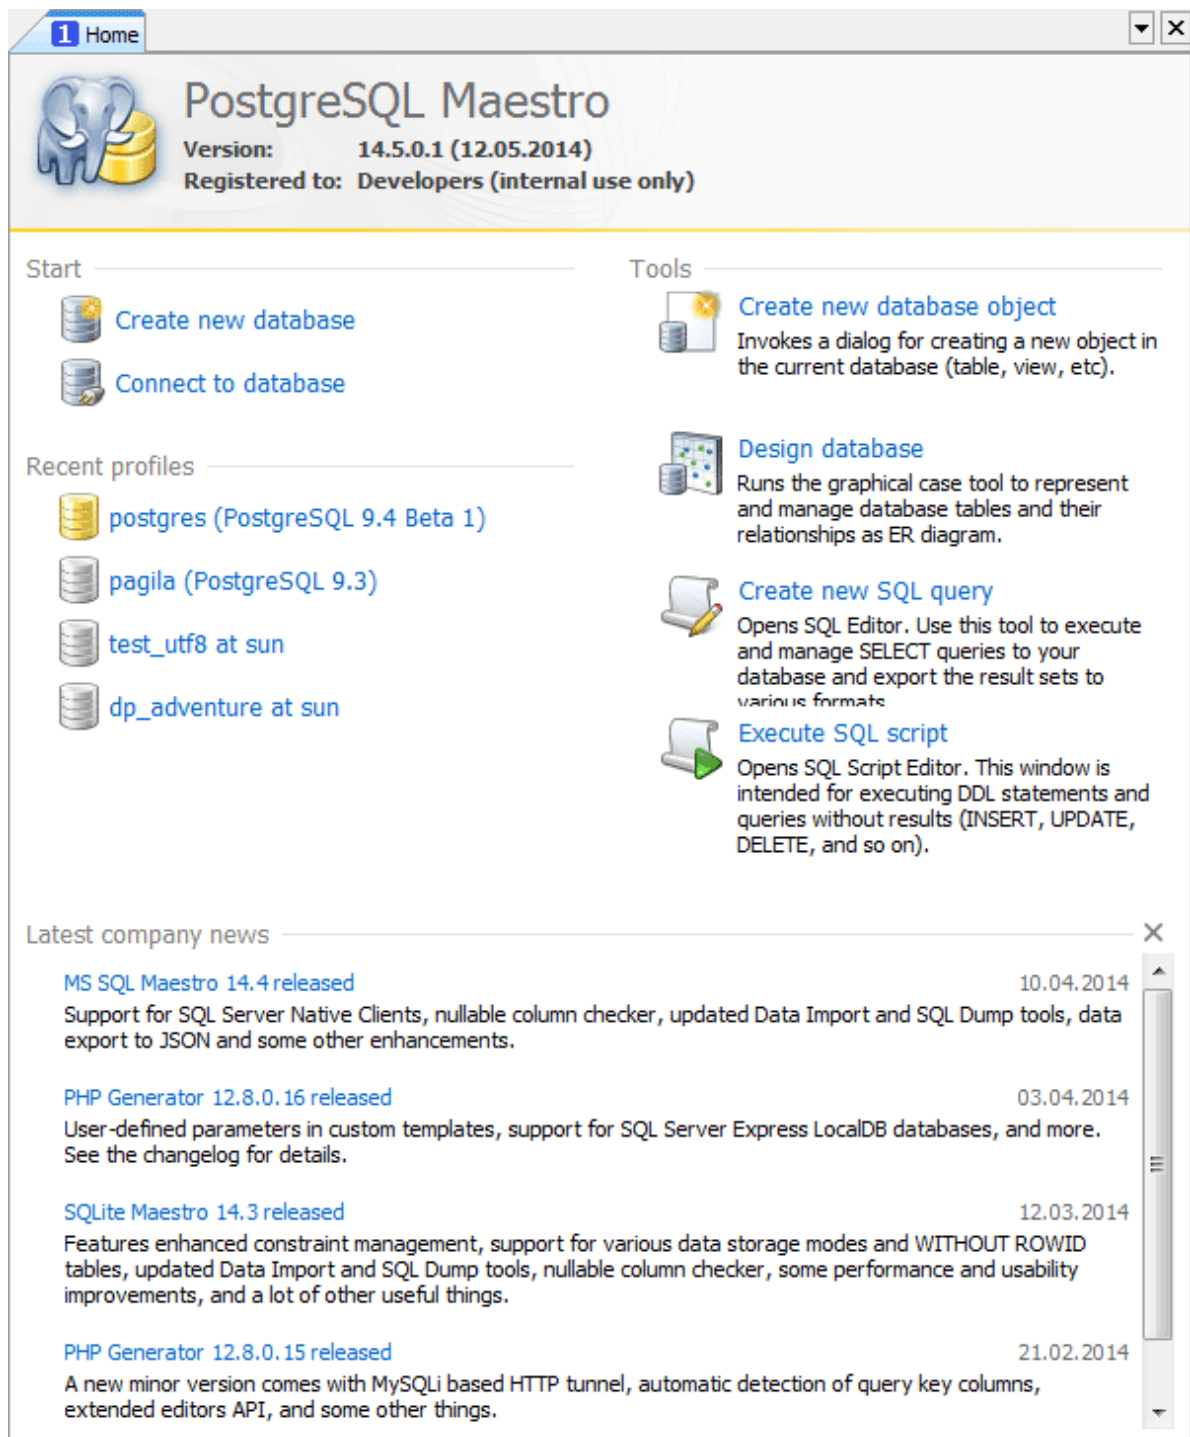 1 Home
PostgreSQL Maestro
Version: 14.5.0.1 (12.05.2014)
Registered to: Developers (internal use only)
Start
Create new database
Connect to database
Recent profiles
postgres (PostgreSQL 9.4 Beta 1)
pagila (PostgreSQL 9.3)
test_utf8 at sun
dp_adventure at sun
Tools
Create new database object
Invokes a dialog for creating a new object in
the current database (table, view, etc).
Design database
Runs the graphical case tool to represent
and manage database tables and their
relationships as ER diagram.
Create new SQL query
Opens SQL Editor. Use this tool to execute
and manage SELECT queries to your
database and export the result sets to
various formats.
Execute SQL script
Opens SQL Script Editor. This window is
intended for executing DDL statements and
queries without results (INSERT, UPDATE,
DELETE, and so on).
Latest company news
MS SQL Maestro 14.4 released 10.04.2014
Support for SQL Server Native Clients, nullable column checker, updated Data Import and SQL Dump tools, data
export to JSON and some other enhancements.
PHP Generator 12.8.0.16 released 03.04.2014
User-defined parameters in custom templates, support for SQL Server Express LocalDB databases, and more.
See the changelog for details.
SQLite Maestro 14.3 released 12.03.2014
Features enhanced constraint management, support for various data storage modes and WITHOUT ROWID
tables, updated Data Import and SQL Dump tools, nullable column checker, some performance and usability
improvements, and a lot of other useful things.
PHP Generator 12.8.0.15 released 21.02.2014
A new minor version comes with MySQLi based HTTP tunnel, automatic detection of query key columns,
extended editors API, and some other things.